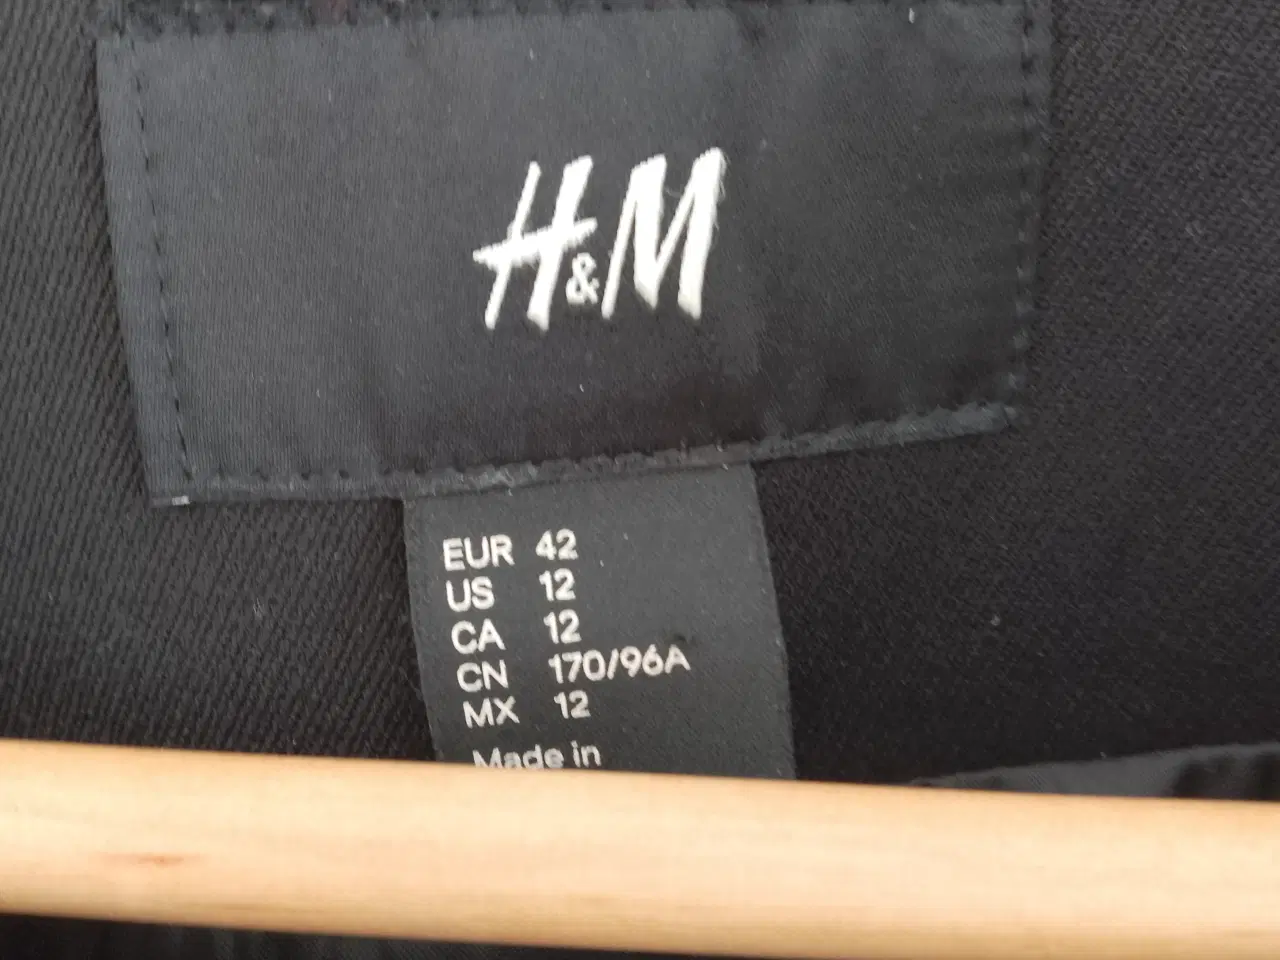 H&M
EUR 42
US 12
CA 12
CN 170/96A
MX 12
Made in